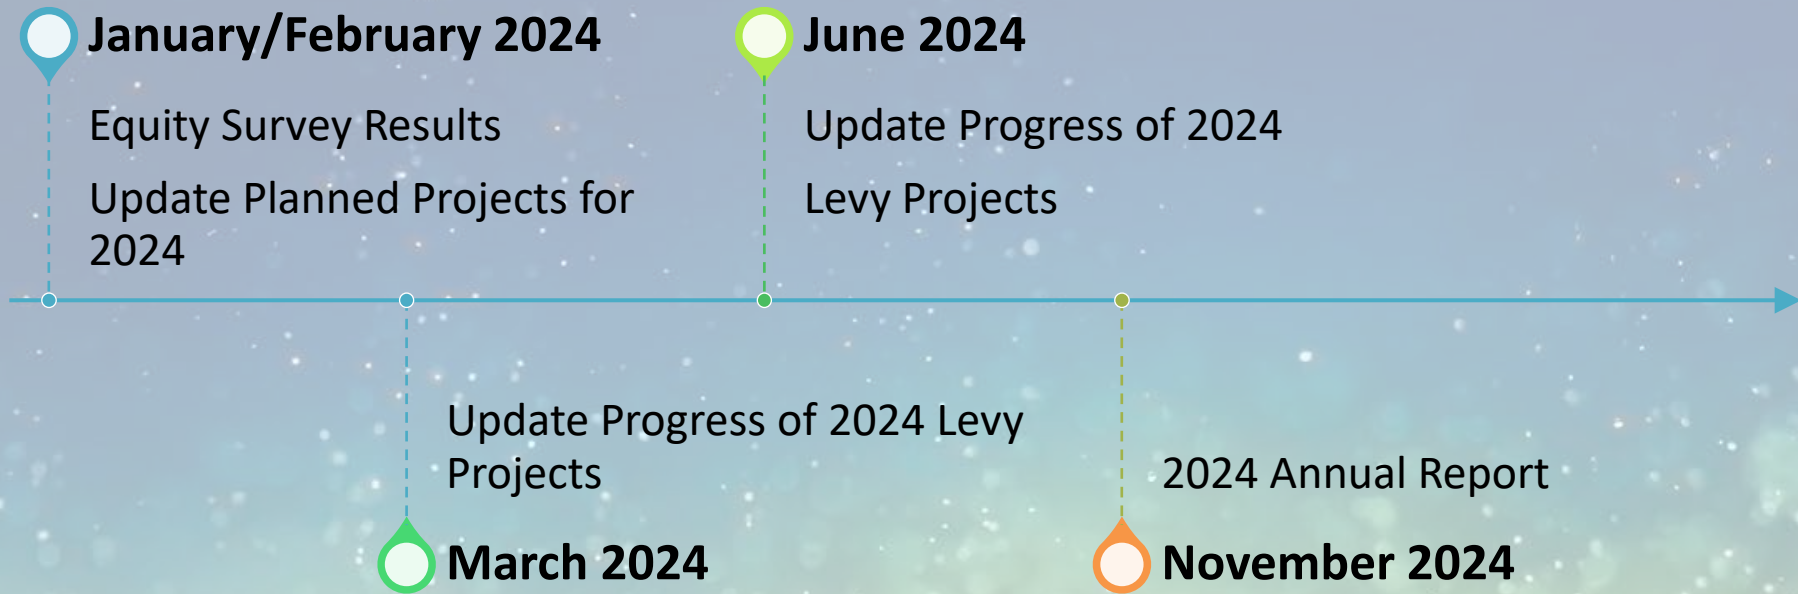 January/February 2024
Equity Survey Results
Update Planned Projects for
2024
June 2024
Update Progress of 2024
Levy Projects
Update Progress of 2024 Levy
Projects
March 2024
2024 Annual Report
November 2024